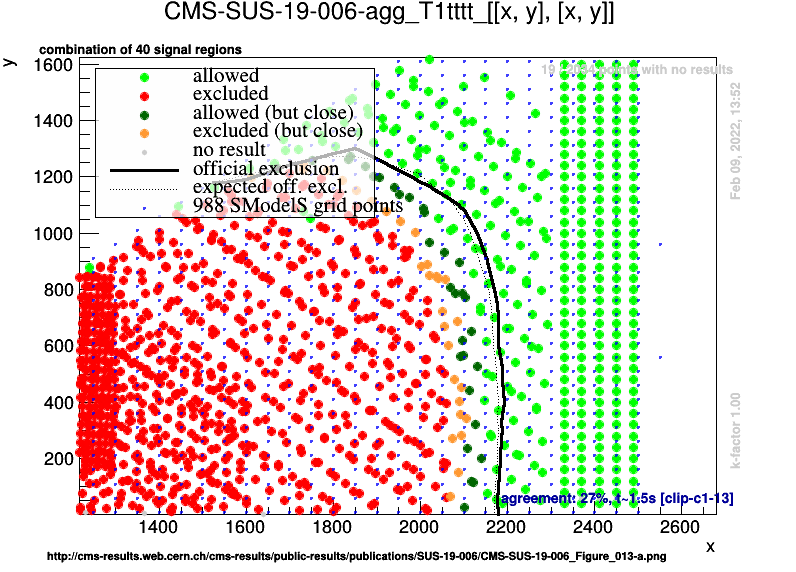 CMS-SUS-19-006-agg_T1tttt_[[x, y], [x, y]]
y
combination of 40 signal regions
1600
1400
1200
1000
800
600
400
200
allowed
excluded
allowed (but close)
excluded (but close)
no result
official exclusion
expected off. excl.
988 SModelS grid points
points with no results
Feb 09, 2022, 13:52
k-factor 1.00
agreement: 27%, t~1.5s [clip-c1-13]
1400 1600 1800 2000 2200 2400 2600
x
http://cms-results.web.cern.ch/cms-results/public-results/publications/SUS-19-006/CMS-SUS-19-006_Figure_013-a.png